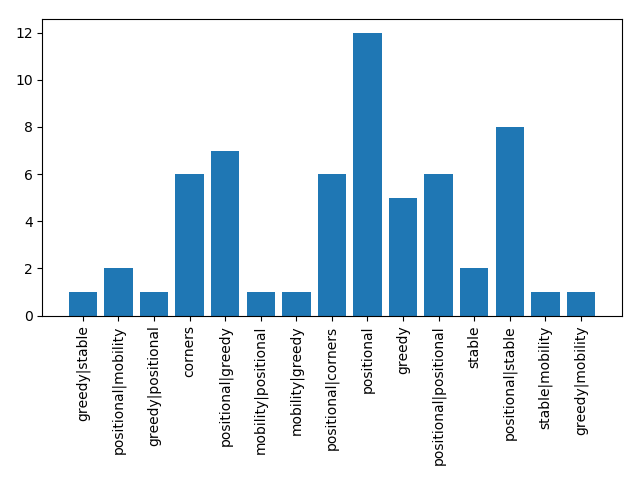 12
10
8
6
4
2
0
greedy|stable
positional|mobility
greedy|positional
corners
positional|greedy
mobility|positional
mobility|greedy
positional|corners
positional
greedy
positional|positional
stable
positional|stable
stable|mobility
greedy|mobility